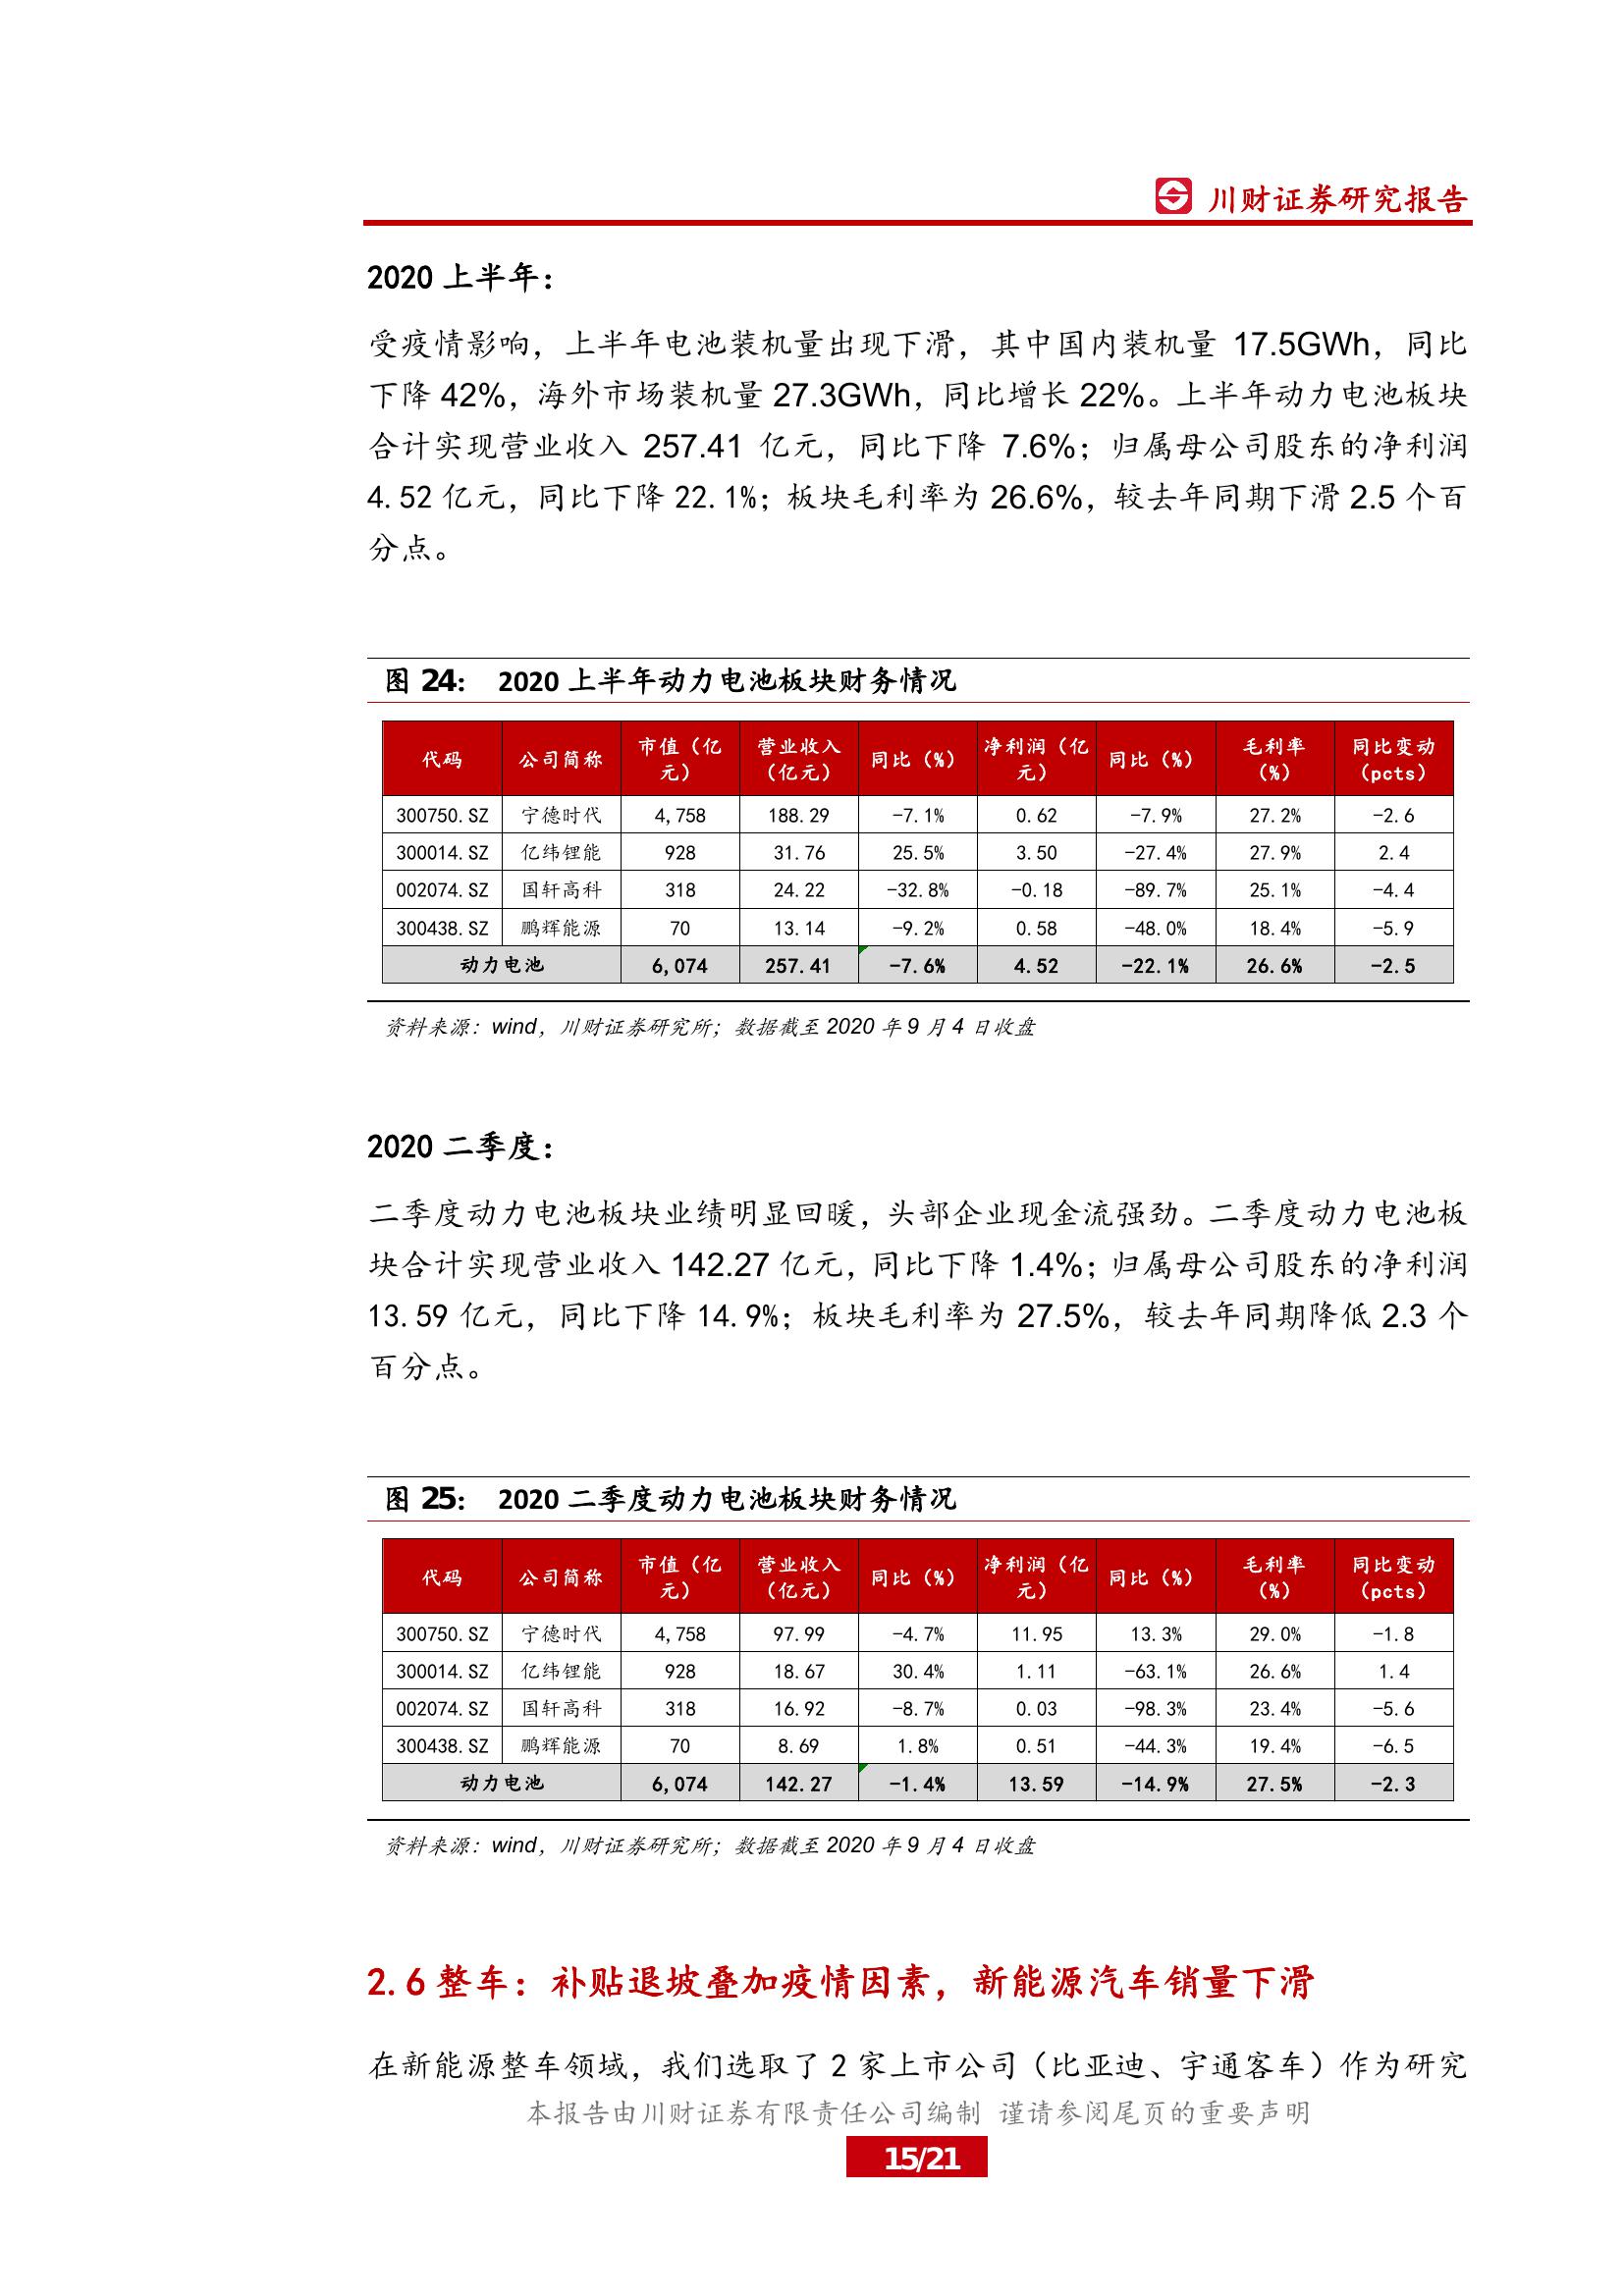 川财证券研究报告
2020 上半年：
受疫情影响，上半年电池装机量出现下滑，其中国内装机量 17.5GWh，同比
下降 42%，海外市场装机量 27.3GWh，同比增长 22%。上半年动力电池板块
合计实现营业收入 257.41 亿元，同比下降 7.6%；归属母公司股东的净利润
4.52 亿元，同比下降 22.1%；板块毛利率为 26.6%，较去年同期下滑 2.5 个百
分点。
图 24： 2020 上半年动力电池板块财务情况
代码 公司简称 市值（亿元） 营业收入（亿元） 同比（%） 净利润（亿元） 同比（%） 毛利率（%） 同比变动（pcts）
300750.SZ 宁德时代 4,758 188.29 -7.1% 0.62 -7.9% 27.2% -2.6
300014.SZ 亿纬锂能 928 31.76 25.5% 3.50 -27.4% 27.9% 2.4
002074.SZ 国轩高科 318 24.22 -32.8% -0.18 -89.7% 25.1% -4.4
300438.SZ 鹏辉能源 70 13.14 -9.2% 0.58 -48.0% 18.4% -5.9
动力电池 6,074 257.41 -7.6% 4.52 -22.1% 26.6% -2.5
资料来源：wind，川财证券研究所；数据截至 2020 年 9 月 4 日收盘
2020 二季度：
二季度动力电池板块业绩明显回暖，头部企业现金流强劲。二季度动力电池板
块合计实现营业收入 142.27 亿元，同比下降 1.4%；归属母公司股东的净利润
13.59 亿元，同比下降 14.9%；板块毛利率为 27.5%，较去年同期降低 2.3 个
百分点。
图 25： 2020 二季度动力电池板块财务情况
代码 公司简称 市值（亿元） 营业收入（亿元） 同比（%） 净利润（亿元） 同比（%） 毛利率（%） 同比变动（pcts）
300750.SZ 宁德时代 4,758 97.99 -4.7% 11.95 13.3% 29.0% -1.8
300014.SZ 亿纬锂能 928 18.67 30.4% 1.11 -63.1% 26.6% 1.4
002074.SZ 国轩高科 318 16.92 -8.7% 0.03 -98.3% 23.4% -5.6
300438.SZ 鹏辉能源 70 8.69 1.8% 0.51 -44.3% 19.4% -6.5
动力电池 6,074 142.27 -1.4% 13.59 -14.9% 27.5% -2.3
资料来源：wind，川财证券研究所；数据截至 2020 年 9 月 4 日收盘
2.6 整车：补贴退坡叠加疫情因素，新能源汽车销量下滑
在新能源整车领域，我们选取了 2 家上市公司（比亚迪、宇通客车）作为研究
本报告由川财证券有限责任公司编制 谨请参阅尾页的重要声明
15/21